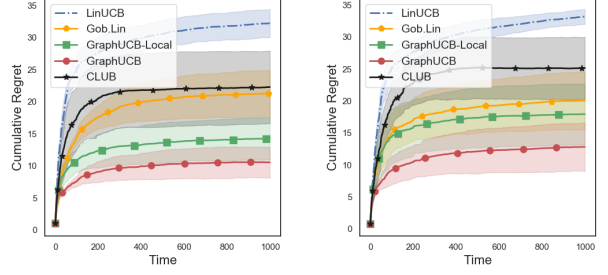 LinUCB
Gob.Lin
GraphUCB-Local
GraphUCB
CLUB
Cumulative Regret
35
30
25
20
15
10
5
0
0 200 400 600 800 1000
Time
LinUCB
Gob.Lin
GraphUCB-Local
GraphUCB
CLUB
Cumulative Regret
35
30
25
20
15
10
5
0
0 200 400 600 800 1000
Time